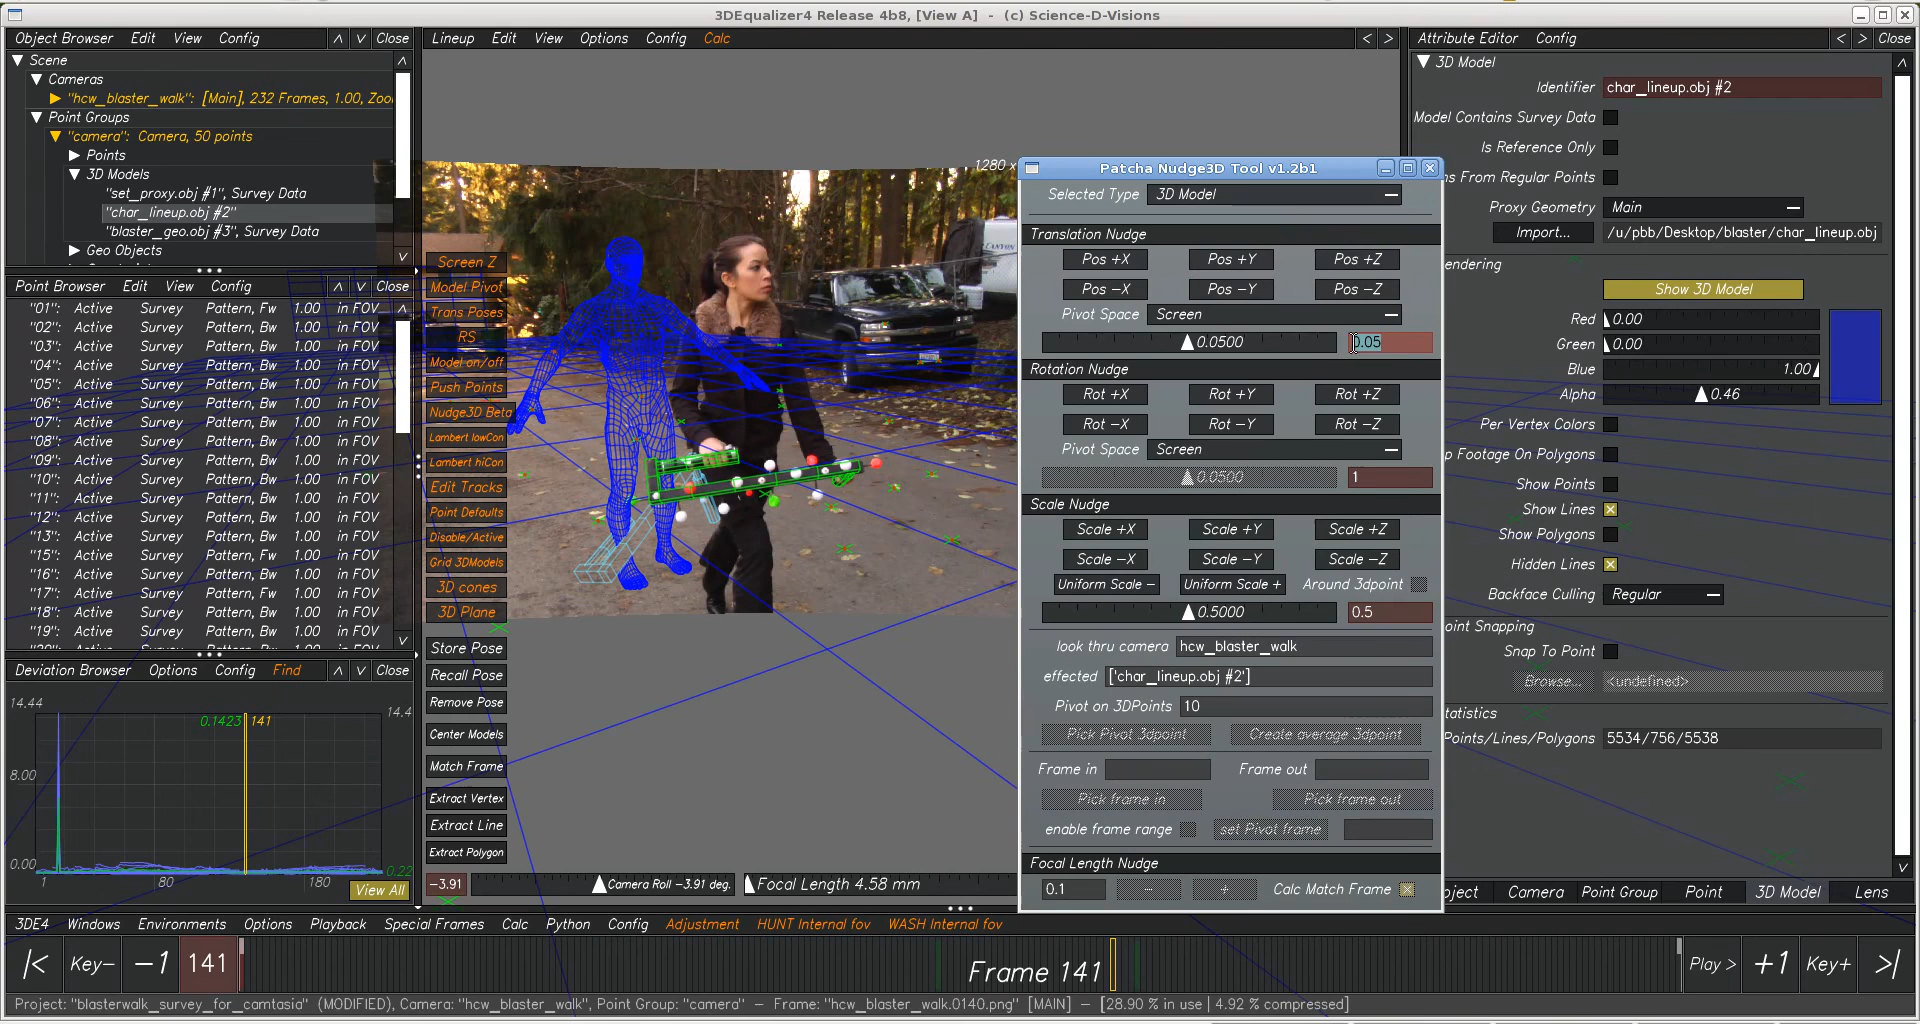 3DEqualizer4 Release 4b8, [View A]  -  (c) Science-D-Visions
Object Browser Edit View Config Close
Scene
Cameras
"hcw_blaster_walk": [Main], 232 Frames, 1.00, Zoo
Point Groups
"camera": Camera, 50 points
Points
3D Models
"set_proxy.obj #1", Survey Data
"char_lineup.obj #2"
"blaster_geo.obj #3", Survey Data
Geo Objects
Point Browser Edit View Config Close
"01": Active Survey Pattern, Fw 1.00 in FOV
"02": Active Survey Pattern, Bw 1.00 in FOV
"03": Active Survey Pattern, Bw 1.00 in FOV
"04": Active Survey Pattern, Bw 1.00 in FOV
"05": Active Survey Pattern, Bw 1.00 in FOV
"06": Active Survey Pattern, Bw 1.00 in FOV
"07": Active Survey Pattern, Bw 1.00 in FOV
"08": Active Survey Pattern, Bw 1.00 in FOV
"09": Active Survey Pattern, Bw 1.00 in FOV
"10": Active Survey Pattern, Bw 1.00 in FOV
"11": Active Survey Pattern, Bw 1.00 in FOV
"12": Active Survey Pattern, Bw 1.00 in FOV
"13": Active Survey Pattern, Bw 1.00 in FOV
"15": Active Survey Pattern, Fw 1.00 in FOV
"16": Active Survey Pattern, Bw 1.00 in FOV
"17": Active Survey Pattern, Fw 1.00 in FOV
"18": Active Survey Pattern, Bw 1.00 in FOV
"19": Active Survey Pattern, Bw 1.00 in FOV
Deviation Browser Options Config Find Close
14.44 0.1423 141 14.4
8.00
0.00 0.22
1 80 180 View All
Lineup Edit View Options Config Calc
1280 x
Screen Z
Model Pivot
Trans Poses
RS
Model on/off
Push Points
Nudge3D Beta
Lambert lowCon
Lambert hiCon
Edit Tracks
Point Defaults
Disable/Active
Grid 3DModels
3D cones
3D Plane
Store Pose
Recall Pose
Remove Pose
Center Models
Match Frame
Extract Vertex
Extract Line
Extract Polygon
-3.91 Camera Roll -3.91 deg. Focal Length 4.58 mm
Patcha Nudge3D Tool v1.2b1
Selected Type 3D Model
Translation Nudge
Pos +X Pos +Y Pos +Z
Pos -X Pos -Y Pos -Z
Pivot Space Screen
0.0500 0.05
Rotation Nudge
Rot +X Rot +Y Rot +Z
Rot -X Rot -Y Rot -Z
Pivot Space Screen
0.0500 1
Scale Nudge
Scale +X Scale +Y Scale +Z
Scale -X Scale -Y Scale -Z
Uniform Scale - Uniform Scale + Around 3dpoint
0.5000 0.5
look thru camera hcw_blaster_walk
effected ['char_lineup.obj #2']
Pivot on 3DPoints 10
Pick Pivot 3dpoint Create average 3dpoint
Frame in Frame out
Pick frame in Pick frame out
enable frame range set Pivot frame
Focal Length Nudge
0.1 - + Calc Match Frame
Attribute Editor Config < > Close
3D Model
Identifier char_lineup.obj #2
Model Contains Survey Data
Is Reference Only
ns From Regular Points
Proxy Geometry Main
Import... /u/pbb/Desktop/blaster/char_lineup.obj
endering
Show 3D Model
Red 0.00
Green 0.00
Blue 1.00
Alpha 0.46
Per Vertex Colors
p Footage On Polygons
Show Points
Show Lines
Show Polygons
Hidden Lines
Backface Culling Regular
oint Snapping
Snap To Point
Browse... <undefined>
tatistics
Points/Lines/Polygons 5534/756/5538
oject Camera Point Group Point 3D Model Lens
3DE4 Windows Environments Options Playback Special Frames Calc Python Config Adjustment HUNT Internal fov WASH Internal fov
|< Key- -1 141 Frame 141 Play > +1 Key+ >|
Project: "blasterwalk_survey_for_camtasia" (MODIFIED), Camera: "hcw_blaster_walk", Point Group: "camera" - Frame: "hcw_blaster_walk.0140.png" [MAIN] - [28.90 % in use | 4.92 % compressed]